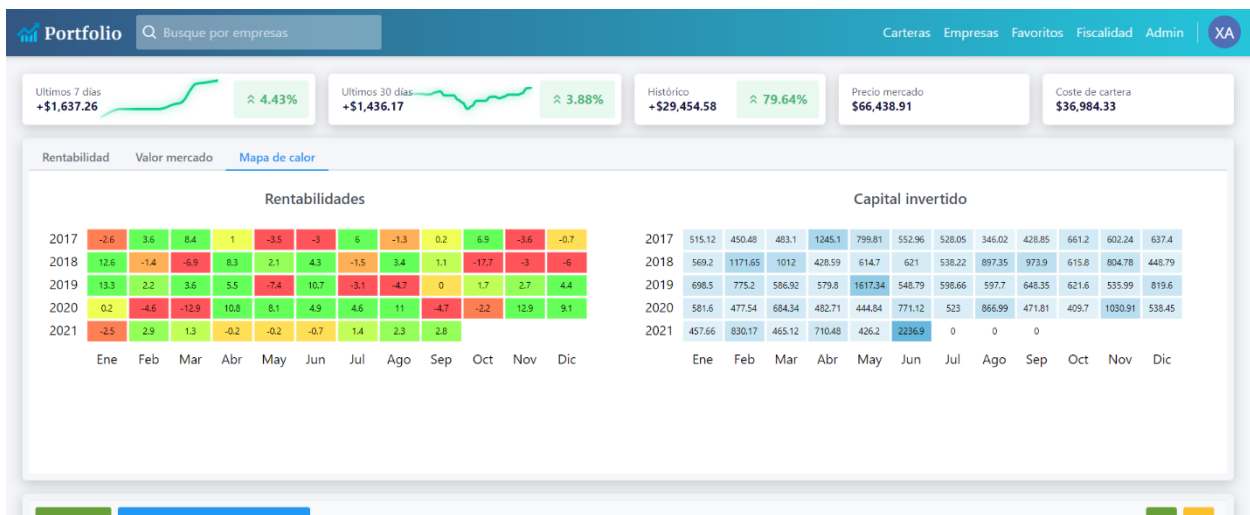 Portfolio
Busque por empresas
Carteras Empresas Favoritos Fiscalidad Admin XA
Ultimos 7 días
+$1,637.26
4.43%
Ultimos 30 días
+$1,436.17
3.88%
Histórico
+$29,454.58
79.64%
Precio mercado
$66,438.91
Coste de cartera
$36,984.33
Rentabilidad Valor mercado Mapa de calor
Rentabilidades
2017 -2.6 3.6 8.4 1 -3.5 -3 6 -1.3 0.2 6.9 -3.6 -0.7
2018 12.6 -1.4 -6.9 8.3 2.1 4.3 -1.5 3.4 1.1 -17.7 -3 -6
2019 13.3 2.2 3.6 5.5 -7.4 10.7 -3.1 -4.7 0 1.7 2.7 4.4
2020 0.2 -4.6 -12.9 10.8 8.1 4.9 4.6 11 -4.7 -2.2 12.9 9.1
2021 -2.5 2.9 1.3 -0.2 -0.2 -0.7 1.4 2.3 2.8
Ene Feb Mar Abr May Jun Jul Ago Sep Oct Nov Dic
Capital invertido
2017 515.12 450.48 483.1 1245.1 799.81 552.96 528.05 346.02 428.85 661.2 602.24 637.4
2018 569.2 1171.65 1012 428.59 614.7 621 538.22 897.35 973.9 615.8 804.78 448.79
2019 698.5 775.2 586.92 579.8 1617.34 548.79 598.66 597.7 648.35 621.6 535.99 819.6
2020 581.6 477.54 684.34 482.71 444.84 771.12 523 866.99 471.81 409.7 1030.91 538.45
2021 457.66 830.17 465.12 710.48 426.2 2236.9 0 0 0
Ene Feb Mar Abr May Jun Jul Ago Sep Oct Nov Dic